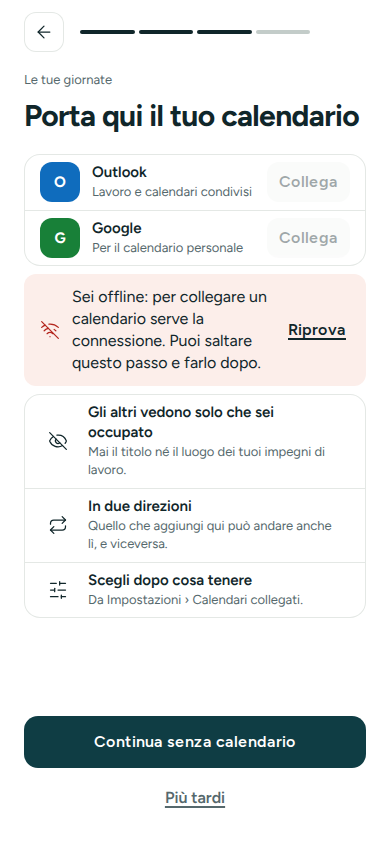 Le tue giornate
Porta qui il tuo calendario
O
Outlook
Lavoro e calendari condivisi
Collega
G
Google
Per il calendario personale
Collega
Sei offline: per collegare un
calendario serve la
connessione. Puoi saltare
questo passo e farlo dopo.
Riprova
Gli altri vedono solo che sei
occupato
Mai il titolo né il luogo dei tuoi impegni di
lavoro.
In due direzioni
Quello che aggiungi qui può andare anche
lì, e viceversa.
Scegli dopo cosa tenere
Da Impostazioni › Calendari collegati.
Continua senza calendario
Più tardi